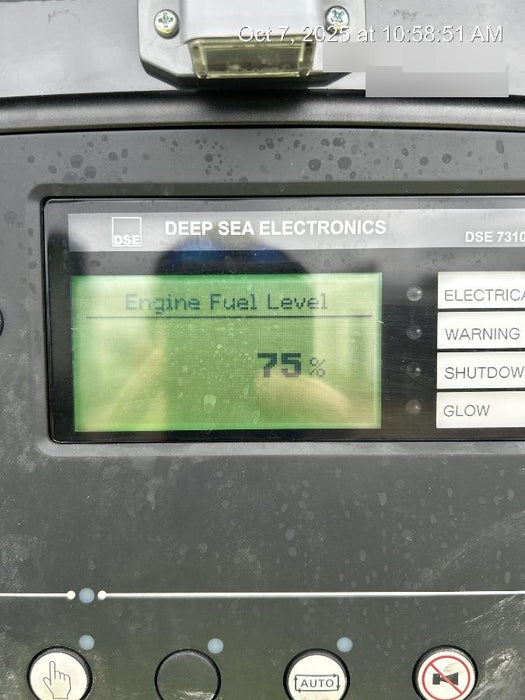 Oct 7, 2025 at 10:58:51 AM
DSE
DEEP SEA ELECTRONICS
DSE 7310
Engine Fuel Level
75 %
ELECTRICA
WARNING
SHUTDOW
GLOW
AUTO